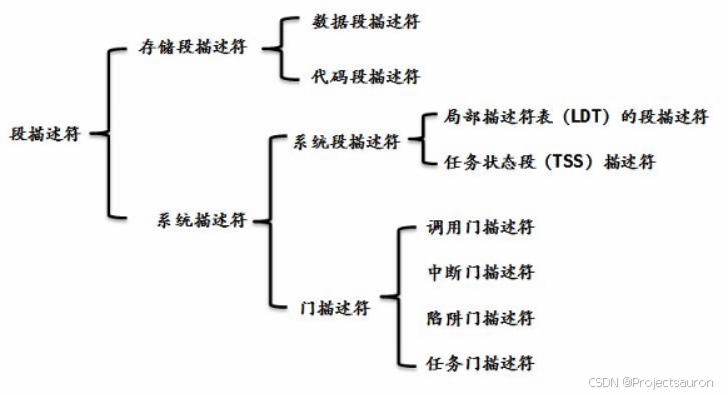 数据段描述符
存储段描述符
代码段描述符
局部描述符表（LDT）的段描述符
段描述符
系统段描述符
任务状态段（TSS）描述符
系统描述符
调用门描述符
中断门描述符
门描述符
陷阱门描述符
任务门描述符
CSDN @Projectsauron